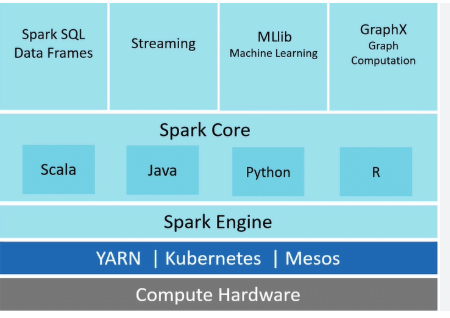 Spark SQL
Data Frames
Streaming
MLlib
Machine Learning
GraphX
Graph
Computation
Spark Core
Scala
Java
Python
R
Spark Engine
YARN | Kubernetes | Mesos
Compute Hardware